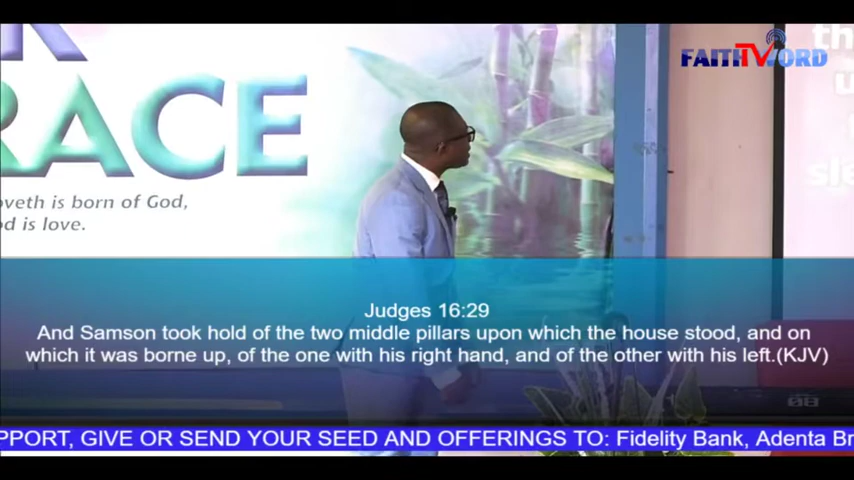 FAITH TV WORD
RACE
oveth is born of God,
d is love.
Judges 16:29
And Samson took hold of the two middle pillars upon which the house stood, and on
which it was borne up, of the one with his right hand, and of the other with his left.(KJV)
PPORT, GIVE OR SEND YOUR SEED AND OFFERINGS TO: Fidelity Bank, Adenta Br